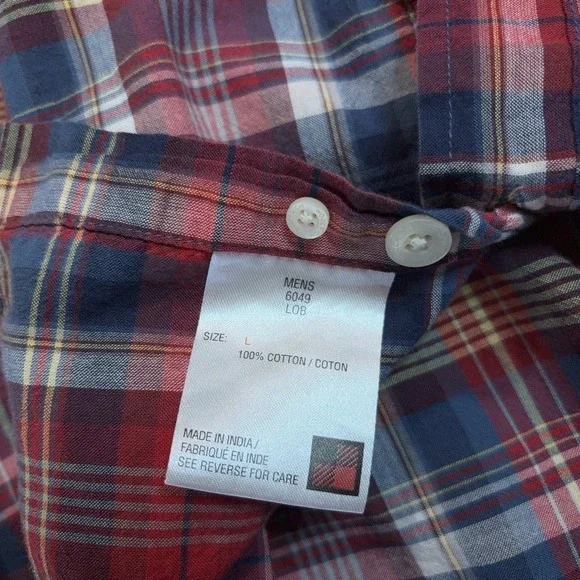 MENS
6049
LOB
SIZE: L
100% COTTON / COTON
MADE IN INDIA /
FABRIQUÉ EN INDE
SEE REVERSE FOR CARE